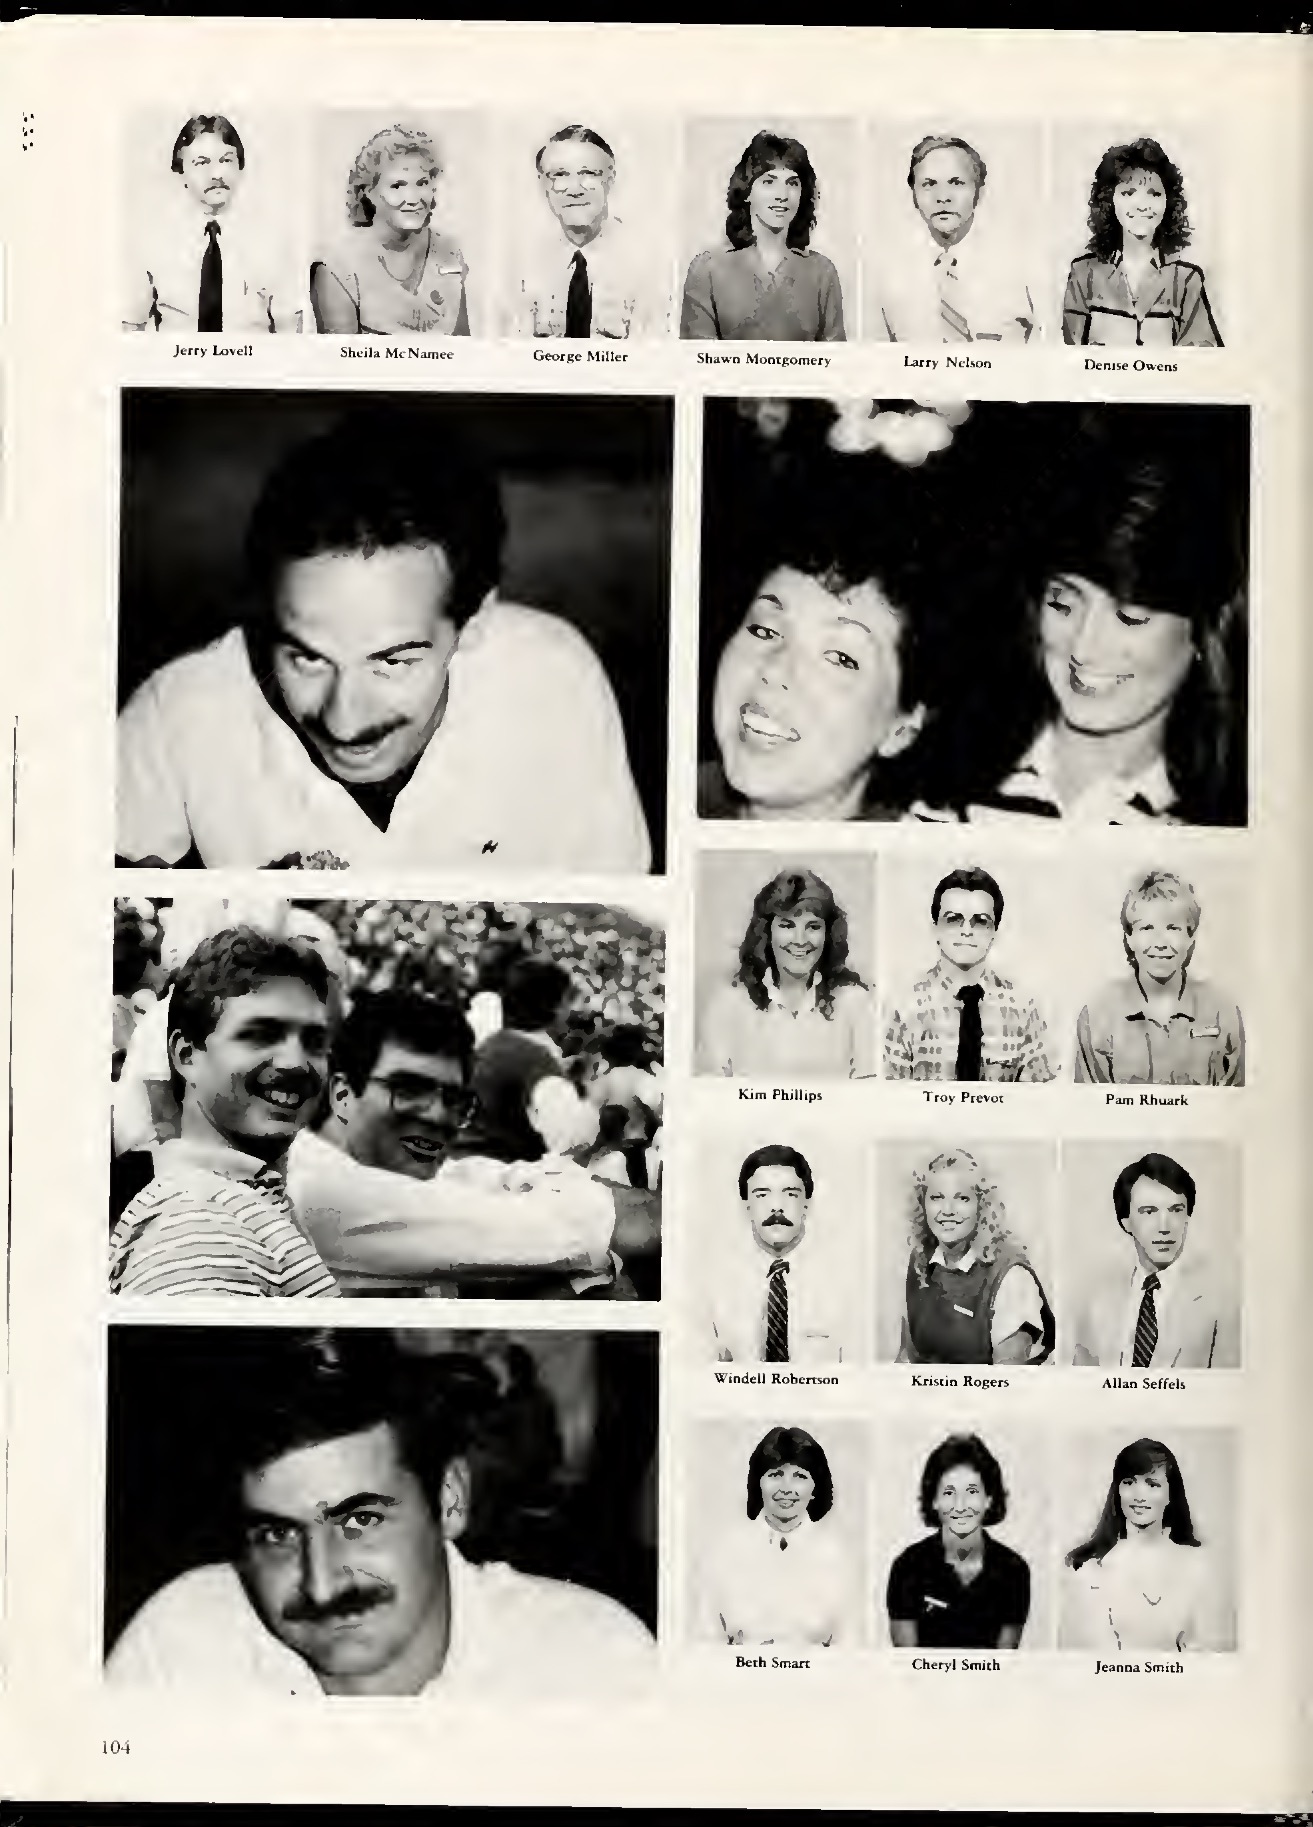 Jerry Lovell
Sheila McNamee
George Miller
Shawn Montgomery
Larry Nelson
Denise Owens
Kim Phillips
Troy Prevot
Pam Rhuark
Windell Robertson
Kristin Rogers
Allan Seffels
Beth Smart
Cheryl Smith
Jeanna Smith
104